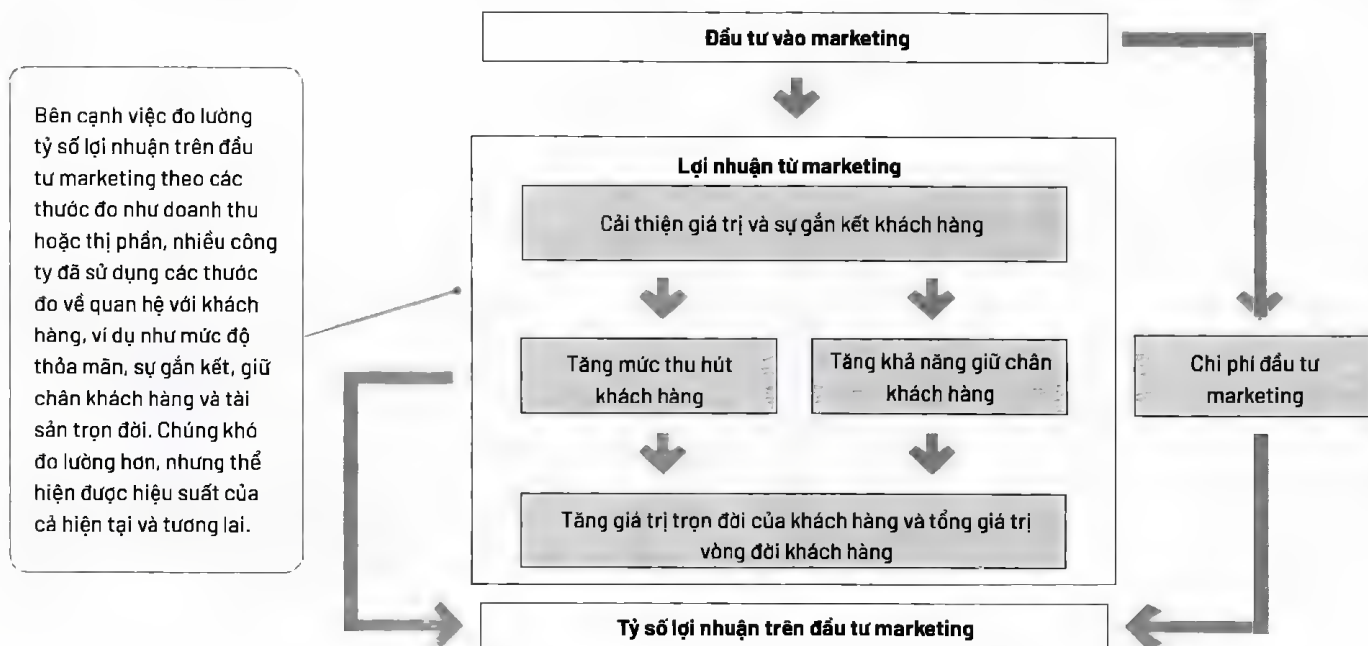 Đầu tư vào marketing
Bên cạnh việc đo lường
tỷ số lợi nhuận trên đầu
tư marketing theo các
thước đo như doanh thu
hoặc thị phần, nhiều công
ty đã sử dụng các thước
đo về quan hệ với khách
hàng, ví dụ như mức độ
thỏa mãn, sự gắn kết, giữ
chân khách hàng và tài
sản trọn đời. Chúng khó
đo lường hơn, nhưng thể
hiện được hiệu suất của
cả hiện tại và tương lai.
Lợi nhuận từ marketing
Cải thiện giá trị và sự gắn kết khách hàng
Tăng mức thu hút
khách hàng
Tăng khả năng giữ chân
khách hàng
Chi phí đầu tư
marketing
Tăng giá trị trọn đời của khách hàng và tổng giá trị
vòng đời khách hàng
Tỷ số lợi nhuận trên đầu tư marketing